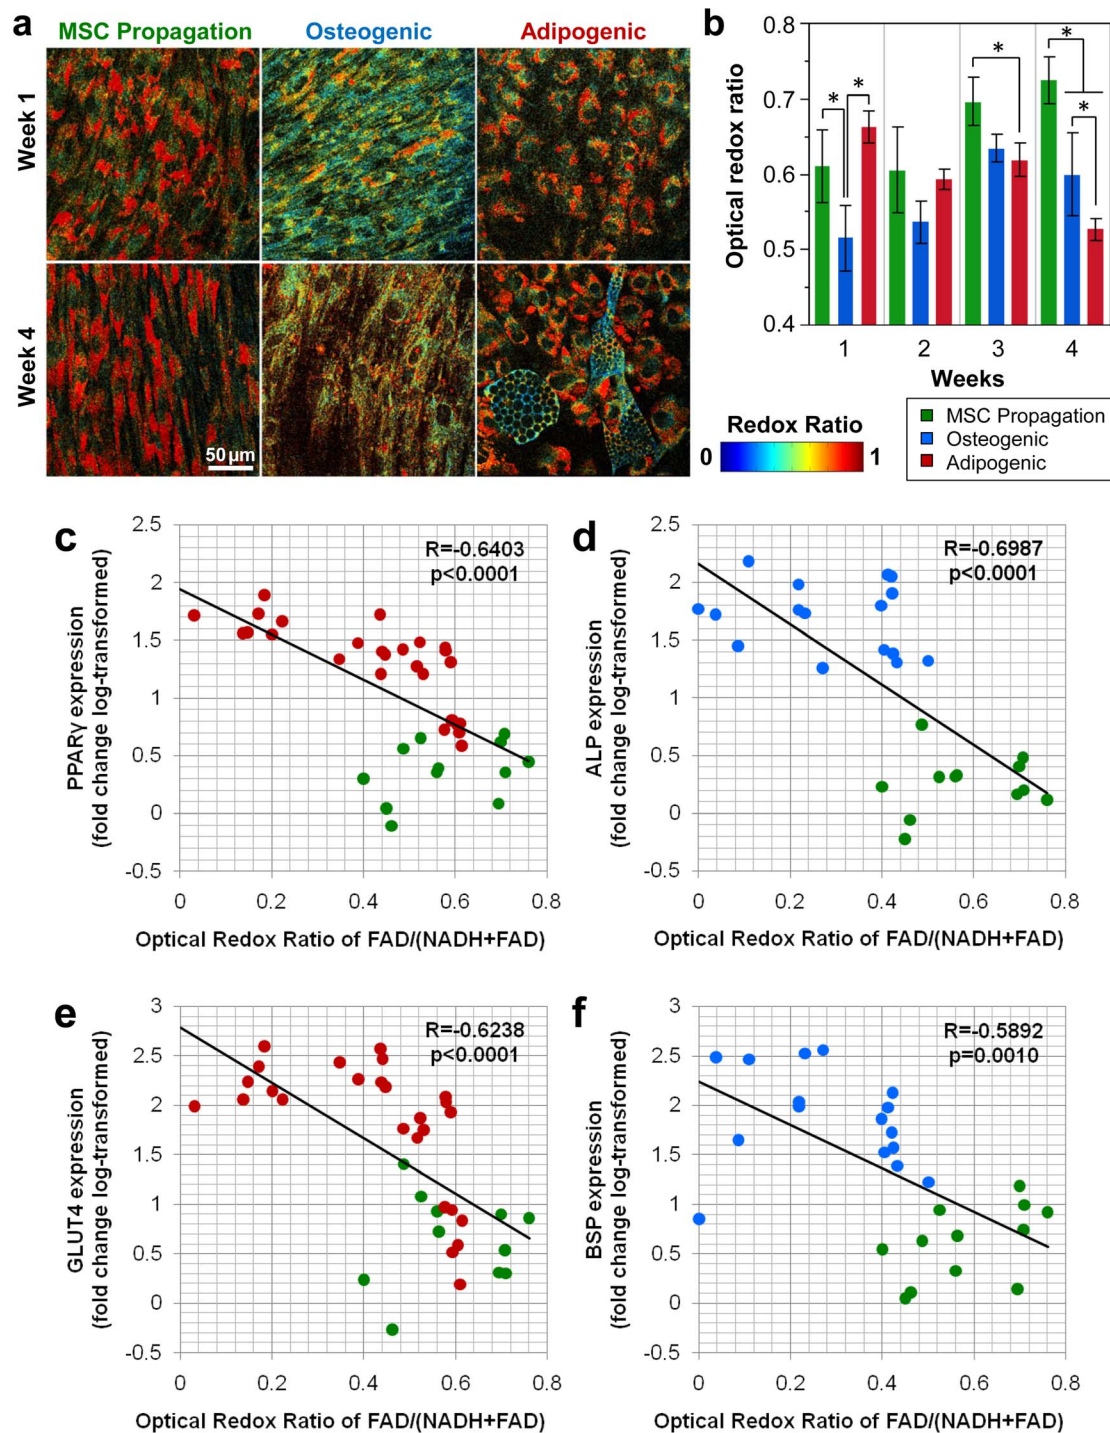 a
MSC Propagation
Osteogenic
Adipogenic
Week 1
Week 4
50 µm
b
Optical redox ratio
0.8
0.7
0.6
0.5
0.4
*
*
*
*
*
1
2
3
4
Weeks
Redox Ratio
0
1
MSC Propagation
Osteogenic
Adipogenic
c
R=-0.6403
p<0.0001
PPARγ expression
(fold change log-transformed)
2.5
2
1.5
1
0.5
0
-0.5
0
0.2
0.4
0.6
0.8
Optical Redox Ratio of FAD/(NADH+FAD)
d
R=-0.6987
p<0.0001
ALP expression
(fold change log-transformed)
2.5
2
1.5
1
0.5
0
-0.5
0
0.2
0.4
0.6
0.8
Optical Redox Ratio of FAD/(NADH+FAD)
e
R=-0.6238
p<0.0001
GLUT4 expression
(fold change log-transformed)
3
2.5
2
1.5
1
0.5
0
-0.5
0
0.2
0.4
0.6
0.8
Optical Redox Ratio of FAD/(NADH+FAD)
f
R=-0.5892
p=0.0010
BSP expression
(fold change log-transformed)
3
2.5
2
1.5
1
0.5
0
-0.5
0
0.2
0.4
0.6
0.8
Optical Redox Ratio of FAD/(NADH+FAD)